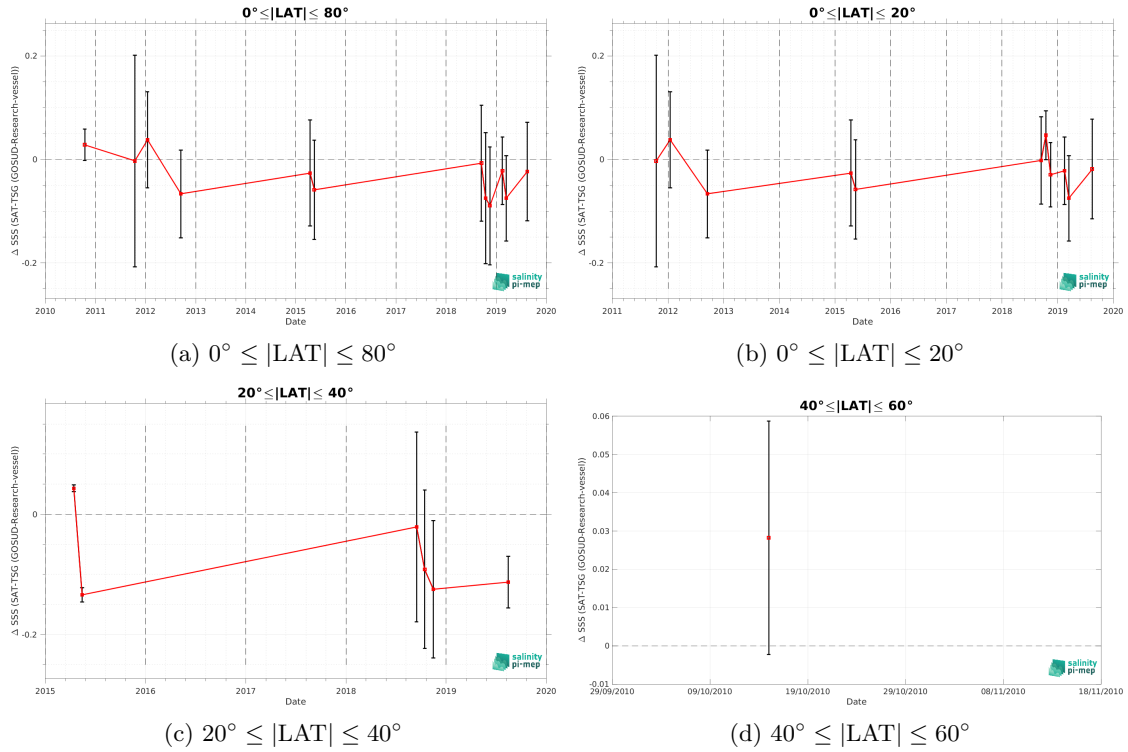 0°≤|LAT|≤ 80°
Δ SSS (SAT-TSG (GOSUD-Research-vessel))
0.2
0
-0.2
2010 2011 2012 2013 2014 2015 2016 2017 2018 2019 2020
Date
salinity
pi-mep
(a) 0° ≤ |LAT| ≤ 80°
0°≤|LAT|≤ 20°
Δ SSS (SAT-TSG (GOSUD-Research-vessel))
0.2
0
-0.2
2011 2012 2013 2014 2015 2016 2017 2018 2019 2020
Date
salinity
pi-mep
(b) 0° ≤ |LAT| ≤ 20°
20°≤|LAT|≤ 40°
Δ SSS (SAT-TSG (GOSUD-Research-vessel))
0
-0.2
2015 2016 2017 2018 2019 2020
Date
salinity
pi-mep
(c) 20° ≤ |LAT| ≤ 40°
40°≤|LAT|≤ 60°
Δ SSS (SAT-TSG (GOSUD-Research-vessel))
0.06
0.05
0.04
0.03
0.02
0.01
0
-0.01
29/09/2010 09/10/2010 19/10/2010 29/10/2010 08/11/2010 18/11/2010
Date
salinity
pi-mep
(d) 40° ≤ |LAT| ≤ 60°